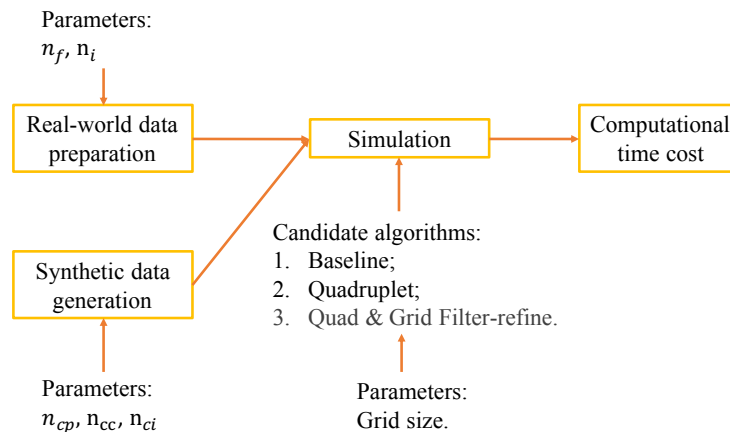 Parameters:
n_f, n_i
Real-world data
preparation
Simulation
Computational
time cost
Candidate algorithms:
1. Baseline;
2. Quadruplet;
3. Quad & Grid Filter-refine.
Synthetic data
generation
Parameters:
n_cp, n_cc, n_ci
Parameters:
Grid size.